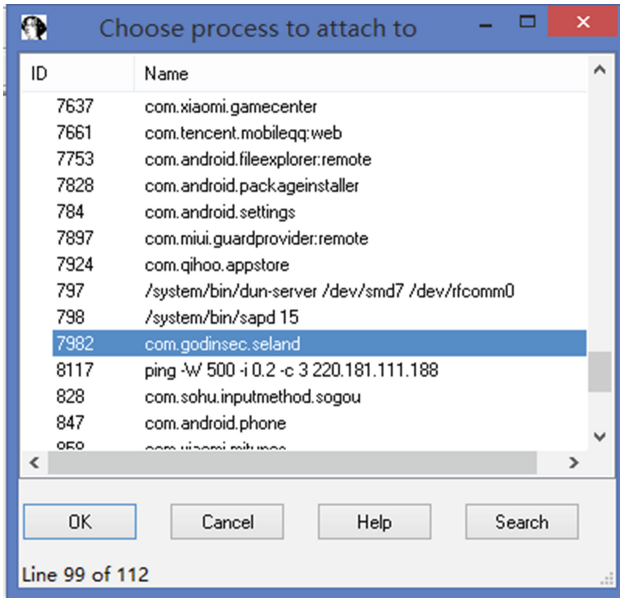 Choose process to attach to
ID Name
7637 com.xiaomi.gamecenter
7661 com.tencent.mobileqq:web
7753 com.android.fileexplorer:remote
7828 com.android.packageinstaller
784 com.android.settings
7897 com.miui.guardprovider:remote
7924 com.qihoo.appstore
797 /system/bin/dun-server /dev/smd7 /dev/rfcomm0
798 /system/bin/sapd 15
7982 com.godinsec.seland
8117 ping -W 500 -i 0.2 -c 3 220.181.111.188
828 com.sohu.inputmethod.sogou
847 com.android.phone
OK Cancel Help Search
Line 99 of 112